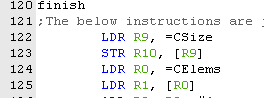 120 finish
121 ;The below instructions are j
122 LDR R9, =CSize
123 STR R10, [R9]
124 LDR R0, =CElems
125 LDR R1, [R0]